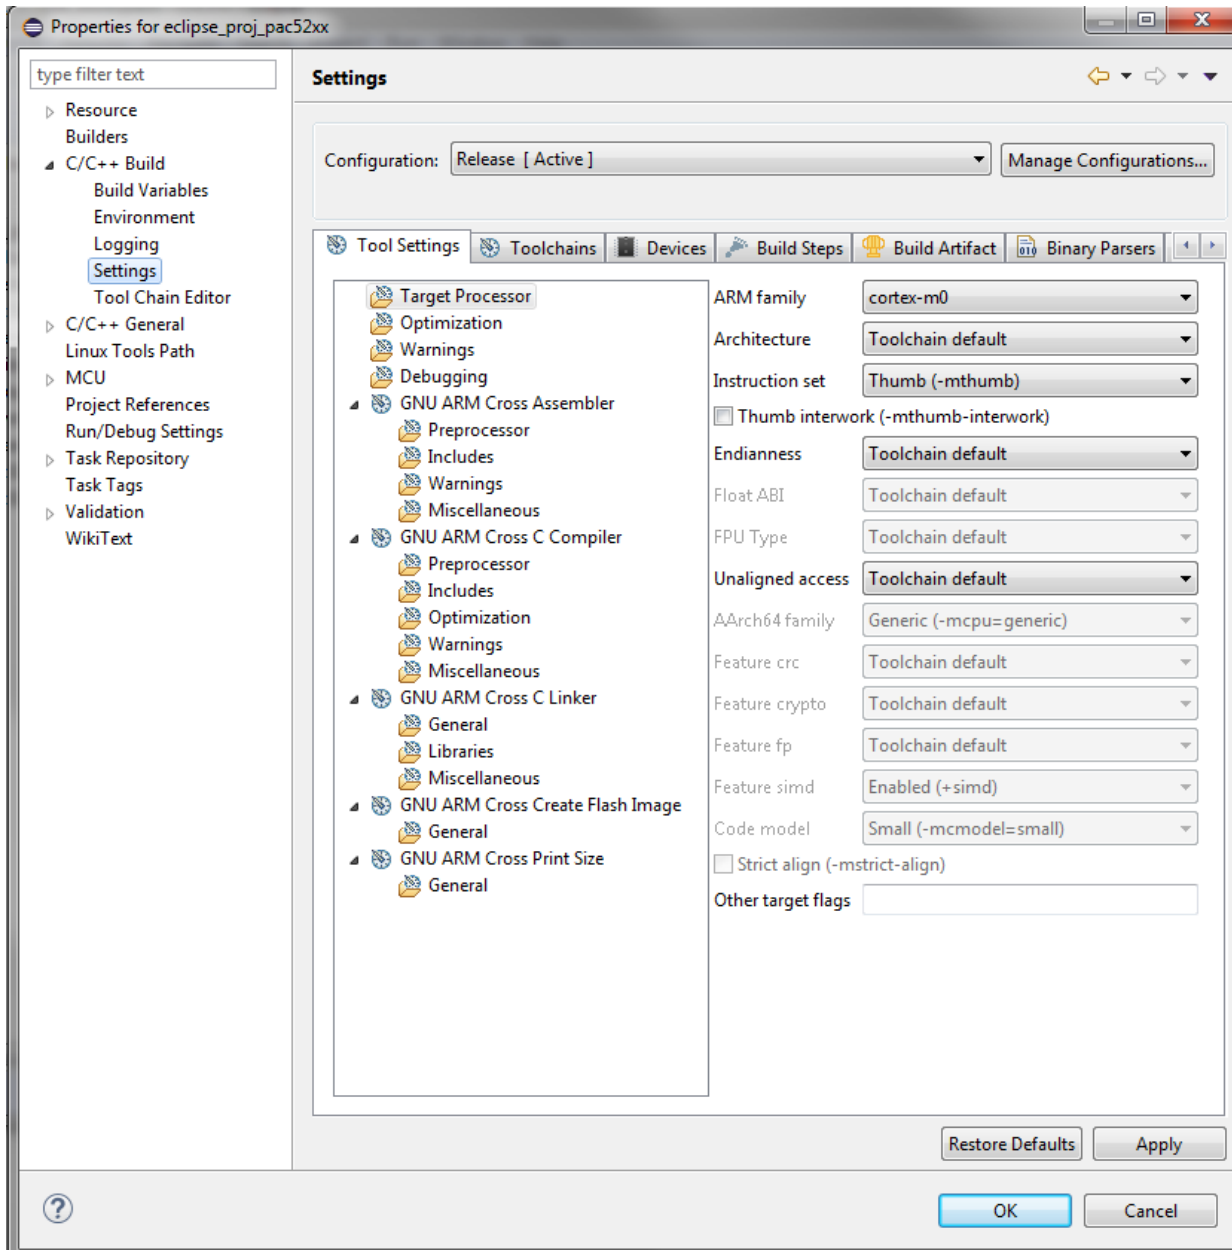 Properties for eclipse_proj_pac52xx
type filter text
Settings
Resource
Builders
C/C++ Build
Build Variables
Environment
Logging
Settings
Tool Chain Editor
C/C++ General
Linux Tools Path
MCU
Project References
Run/Debug Settings
Task Repository
Task Tags
Validation
WikiText
Configuration: Release [ Active ] Manage Configurations...
Tool Settings Toolchains Devices Build Steps Build Artifact Binary Parsers
Target Processor
Optimization
Warnings
Debugging
GNU ARM Cross Assembler
Preprocessor
Includes
Warnings
Miscellaneous
GNU ARM Cross C Compiler
Preprocessor
Includes
Optimization
Warnings
Miscellaneous
GNU ARM Cross C Linker
General
Libraries
Miscellaneous
GNU ARM Cross Create Flash Image
General
GNU ARM Cross Print Size
General
ARM family cortex-m0
Architecture Toolchain default
Instruction set Thumb (-mthumb)
Thumb interwork (-mthumb-interwork)
Endianness Toolchain default
Float ABI Toolchain default
FPU Type Toolchain default
Unaligned access Toolchain default
AArch64 family Generic (-mcpu=generic)
Feature crc Toolchain default
Feature crypto Toolchain default
Feature fp Toolchain default
Feature simd Enabled (+simd)
Code model Small (-mcmodel=small)
Strict align (-mstrict-align)
Other target flags
Restore Defaults Apply
? OK Cancel